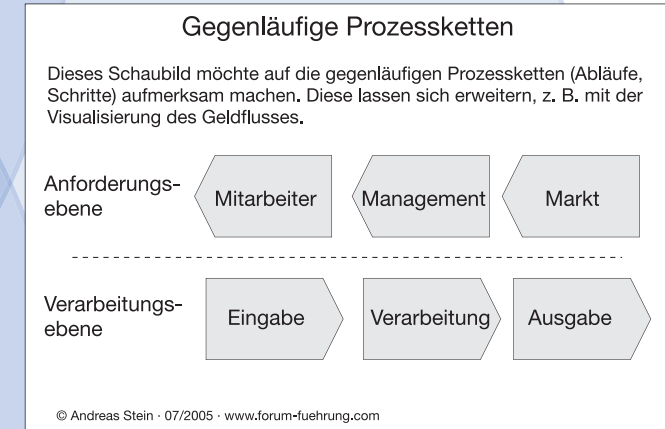 Gegenläufige Prozessketten
Dieses Schaubild möchte auf die gegenläufigen Prozessketten (Abläufe,
Schritte) aufmerksam machen. Diese lassen sich erweitern, z. B. mit der
Visualisierung des Geldflusses.
Anforderungs-
ebene
Mitarbeiter
Management
Markt
Verarbeitungs-
ebene
Eingabe
Verarbeitung
Ausgabe
© Andreas Stein · 07/2005 · www.forum-fuehrung.com